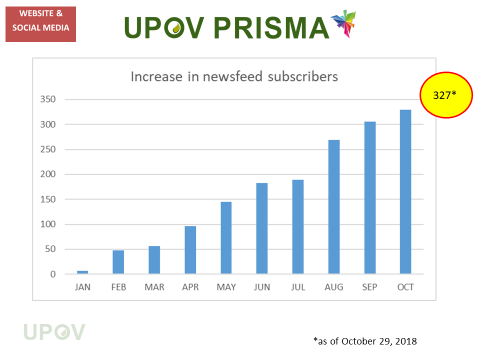 WEBSITE &
SOCIAL MEDIA
UPOV PRISMA
Increase in newsfeed subscribers
327*
350
300
250
200
150
100
50
0
JAN FEB MAR APR MAY JUN JUL AUG SEP OCT
UPOV
*as of October 29, 2018